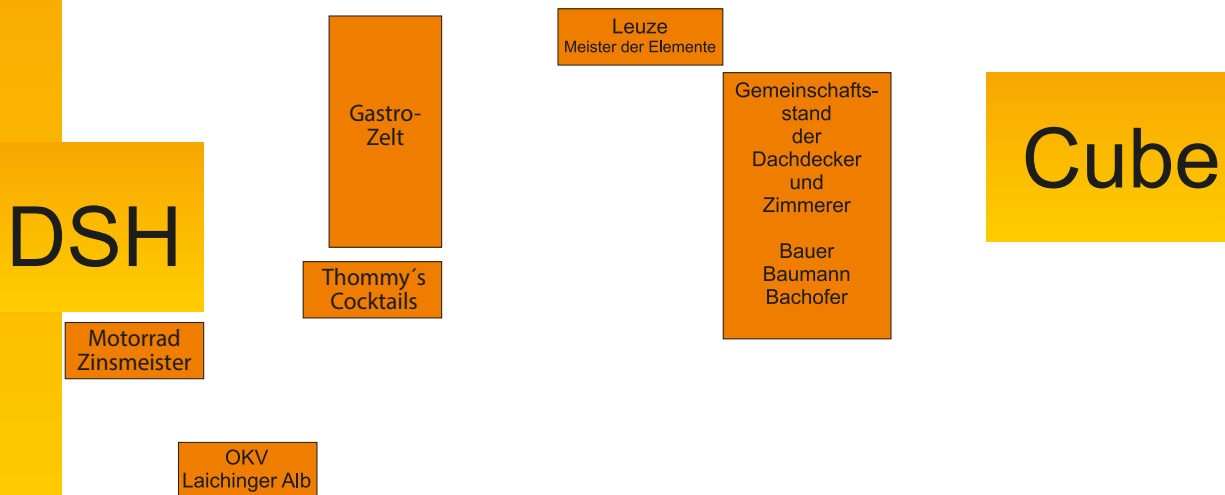 Leuze
Meister der Elemente
Gastro-
Zelt
Gemeinschafts-
stand
der
Dachdecker
und
Zimmerer
Bauer
Baumann
Bachofer
Cube
DSH
Thommy´s
Cocktails
Motorrad
Zinsmeister
OKV
Laichinger Alb